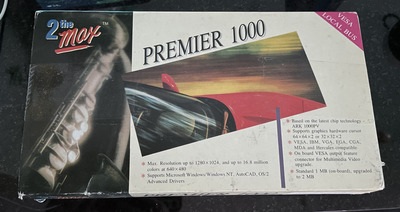 2 the Max™
PREMIER 1000
VESA
LOCAL BUS
Based on the latest chip technology -
ARK 1000PV
Supports graphics hardware cursor
64×64×2 or 32×32×2
VESA, IBM, VGA, EGA, CGA,
MDA and Hercules compatible
On board VESA output feature
connector for Multimedia Video
upgrade.
Standard 1 MB (on-board), upgraded
to 2 MB
Max. Resolution up to 1280×1024, and up to 16.8 million
colors at 640×480
Supports Microsoft Windows/Windows NT, AutoCAD, OS/2
Advanced Drivers.